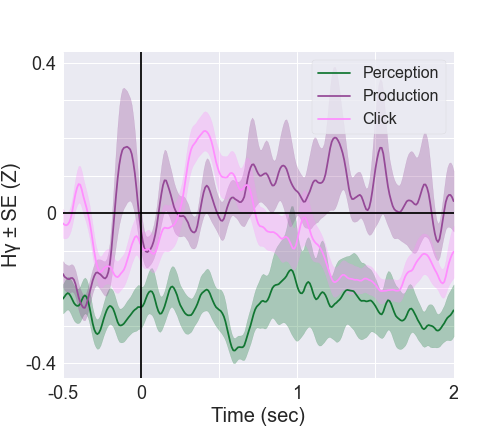 Perception
Production
Click
0.4
0
-0.4
Hγ ± SE (Z)
-0.5
0
1
2
Time (sec)